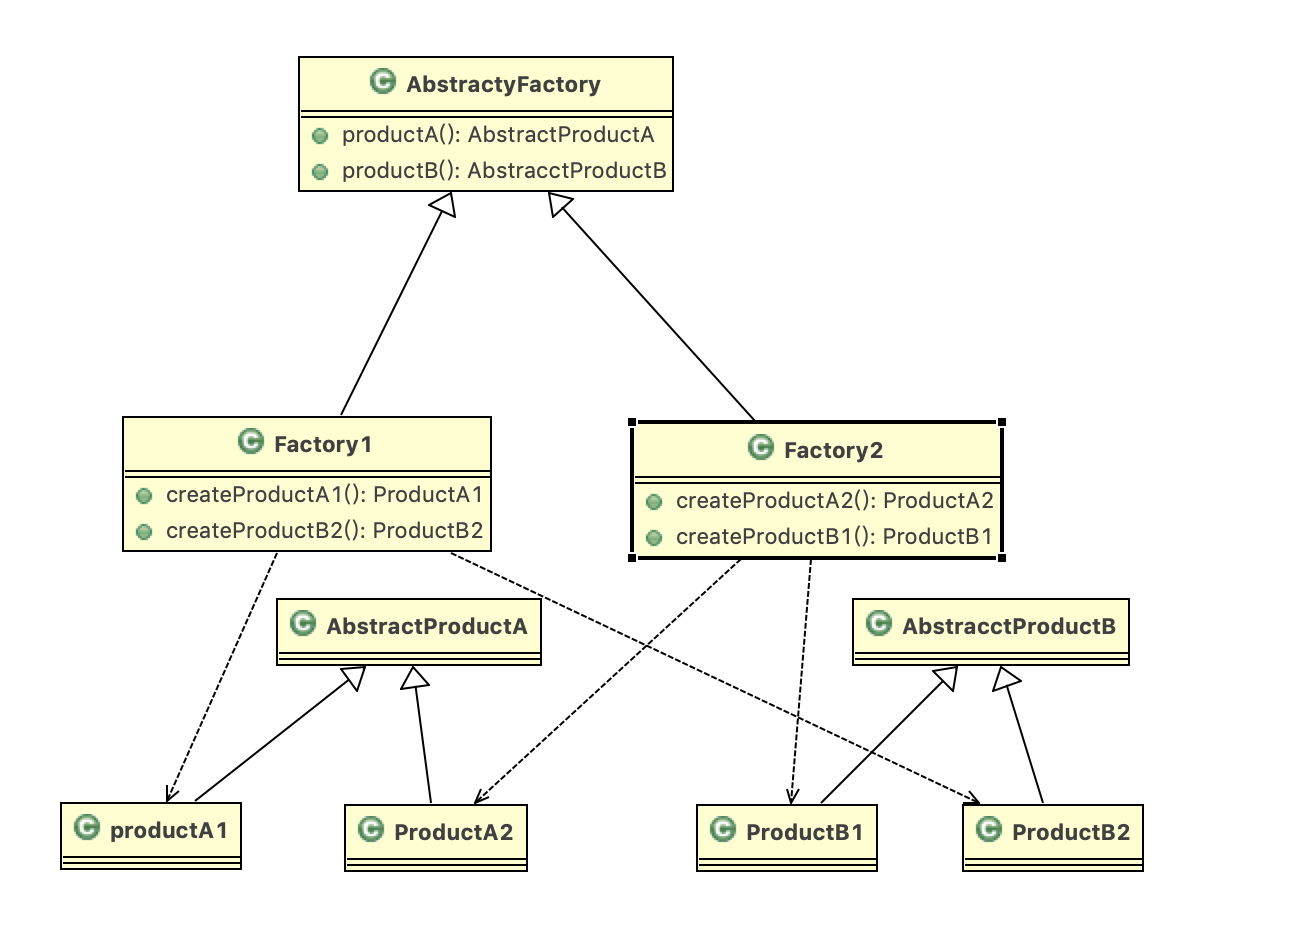 C AbstractyFactory
productA(): AbstractProductA
productB(): AbstracctProductB
C Factory1
createProductA1(): ProductA1
createProductB2(): ProductB2
C Factory2
createProductA2(): ProductA2
createProductB1(): ProductB1
C AbstractProductA
C AbstracctProductB
C productA1
C ProductA2
C ProductB1
C ProductB2